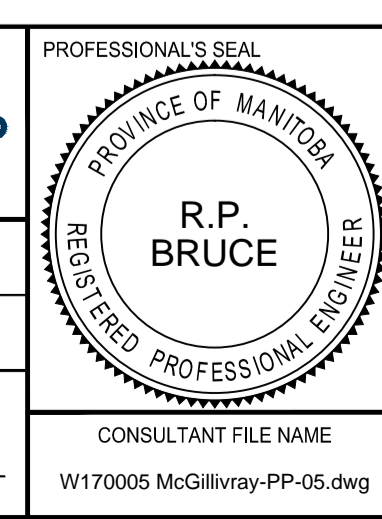 PROFESSIONAL'S SEAL
PROVINCE OF MANITOBA
R.P.
BRUCE
REGISTERED PROFESSIONAL ENGINEER
CONSULTANT FILE NAME
W170005 McGillivray-PP-05.dwg